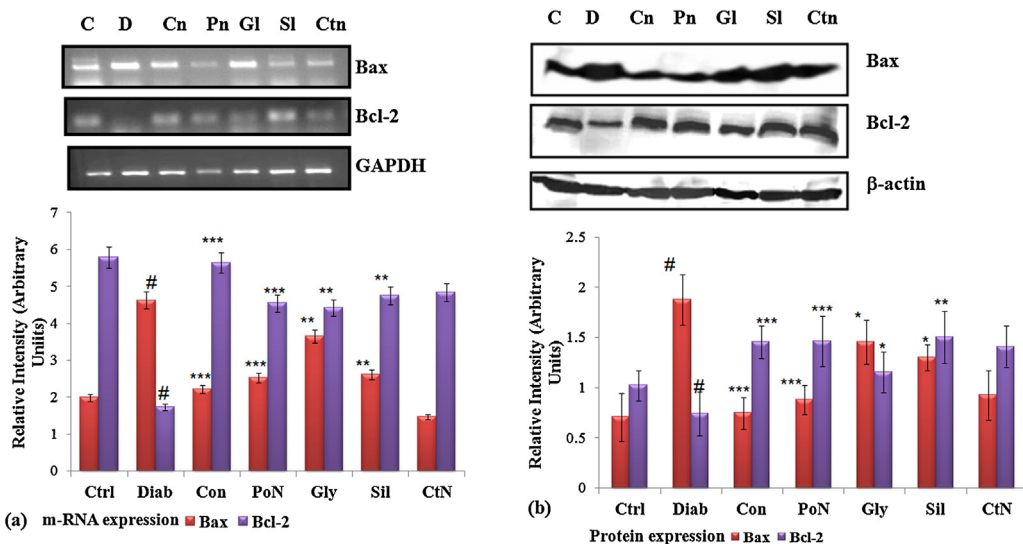 C D Cn Pn Gl Sl Ctn
Bax
Bcl-2
GAPDH
Relative Intensity (Arbitrary Uniits)
7
6
5
4
3
2
1
0
#
#
***
***
***
***
**
**
**
**
Ctrl Diab Con PoN Gly Sil CtN
(a) m-RNA expression Bax Bcl-2
C D Cn Pn Gl Sl Ctn
Bax
Bcl-2
β-actin
Relative Intensity (Arbitrary Units)
2.5
2
1.5
1
0.5
0
#
#
***
***
***
***
*
*
*
**
Ctrl Diab Con PoN Gly Sil CtN
(b) Protein expression Bax Bcl-2